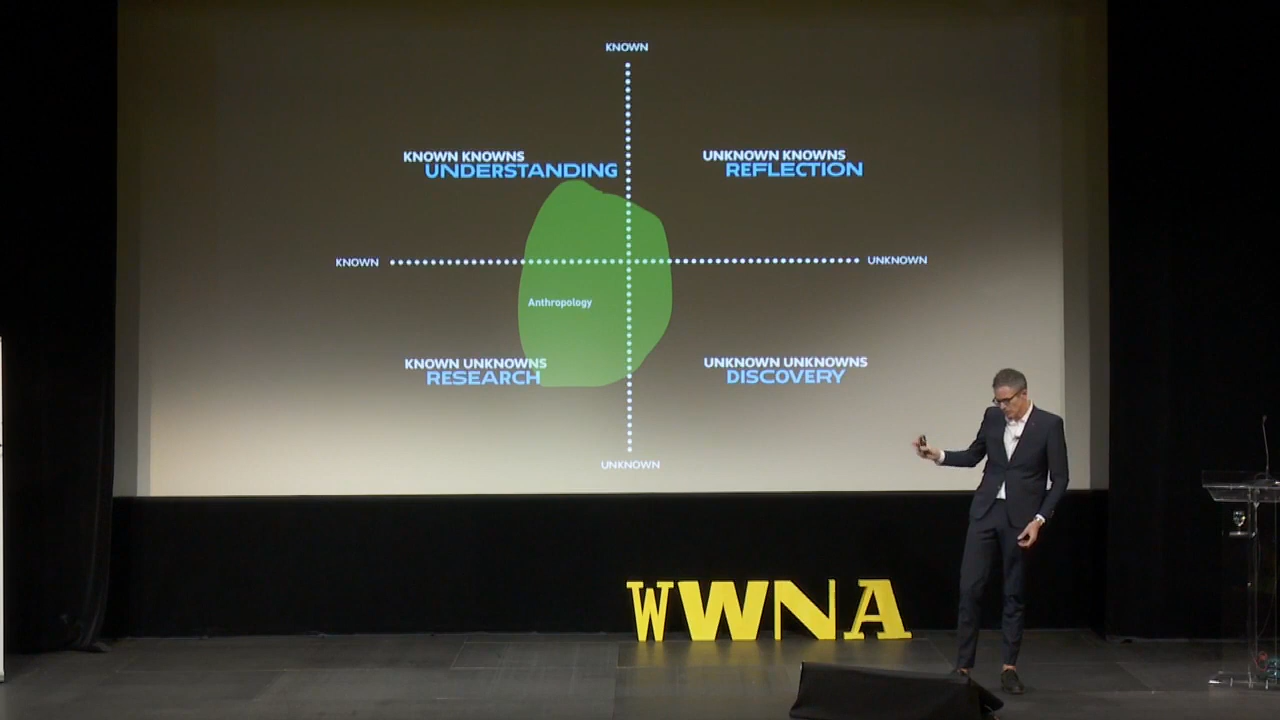 KNOWN
KNOWN KNOWNS
UNDERSTANDING
UNKNOWN KNOWNS
REFLECTION
KNOWN
UNKNOWN
Anthropology
KNOWN UNKNOWNS
RESEARCH
UNKNOWN UNKNOWNS
DISCOVERY
UNKNOWN
WWNA